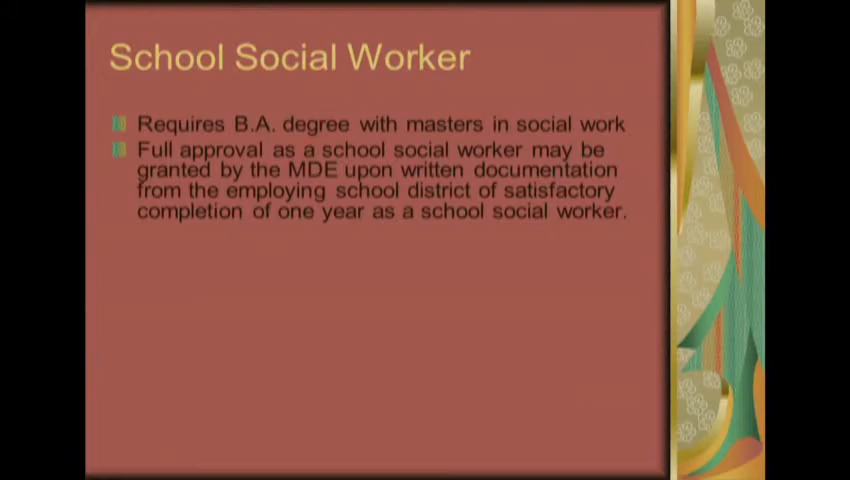 School Social Worker
Requires B.A. degree with masters in social work
Full approval as a school social worker may be
granted by the MDE upon written documentation
from the employing school district of satisfactory
completion of one year as a school social worker.